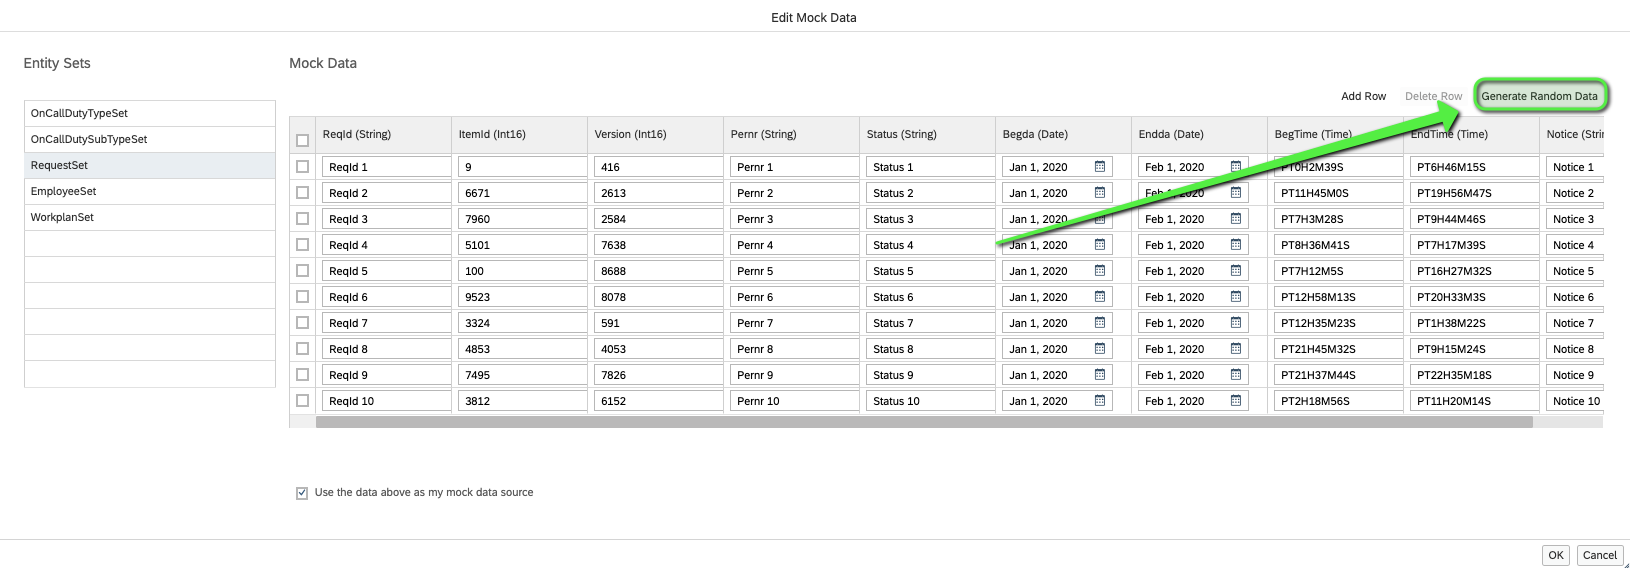 Edit Mock Data
Entity Sets
Mock Data
Add Row Delete Row Generate Random Data
OnCallDutyTypeSet
OnCallDutySubTypeSet
RequestSet
EmployeeSet
WorkplanSet
ReqId (String) ItemId (Int16) Version (Int16) Pernr (String) Status (String) Begda (Date) Endda (Date) BegTime (Time) EndTime (Time) Notice (Strin
ReqId 1 9 416 Pernr 1 Status 1 Jan 1, 2020 Feb 1, 2020 PT0H2M39S PT6H46M15S Notice 1
ReqId 2 6671 2613 Pernr 2 Status 2 Jan 1, 2020 Feb 1, 2020 PT11H45M0S PT19H56M47S Notice 2
ReqId 3 7960 2584 Pernr 3 Status 3 Jan 1, 2020 Feb 1, 2020 PT7H3M28S PT9H44M46S Notice 3
ReqId 4 5101 7638 Pernr 4 Status 4 Jan 1, 2020 Feb 1, 2020 PT8H36M41S PT7H17M39S Notice 4
ReqId 5 100 8688 Pernr 5 Status 5 Jan 1, 2020 Feb 1, 2020 PT7H12M5S PT16H27M32S Notice 5
ReqId 6 9523 8078 Pernr 6 Status 6 Jan 1, 2020 Feb 1, 2020 PT12H58M13S PT20H33M3S Notice 6
ReqId 7 3324 591 Pernr 7 Status 7 Jan 1, 2020 Feb 1, 2020 PT12H35M23S PT1H38M22S Notice 7
ReqId 8 4853 4053 Pernr 8 Status 8 Jan 1, 2020 Feb 1, 2020 PT21H45M32S PT9H15M24S Notice 8
ReqId 9 7495 7826 Pernr 9 Status 9 Jan 1, 2020 Feb 1, 2020 PT21H37M44S PT22H35M18S Notice 9
ReqId 10 3812 6152 Pernr 10 Status 10 Jan 1, 2020 Feb 1, 2020 PT2H18M56S PT11H20M14S Notice 10
Use the data above as my mock data source
OK Cancel